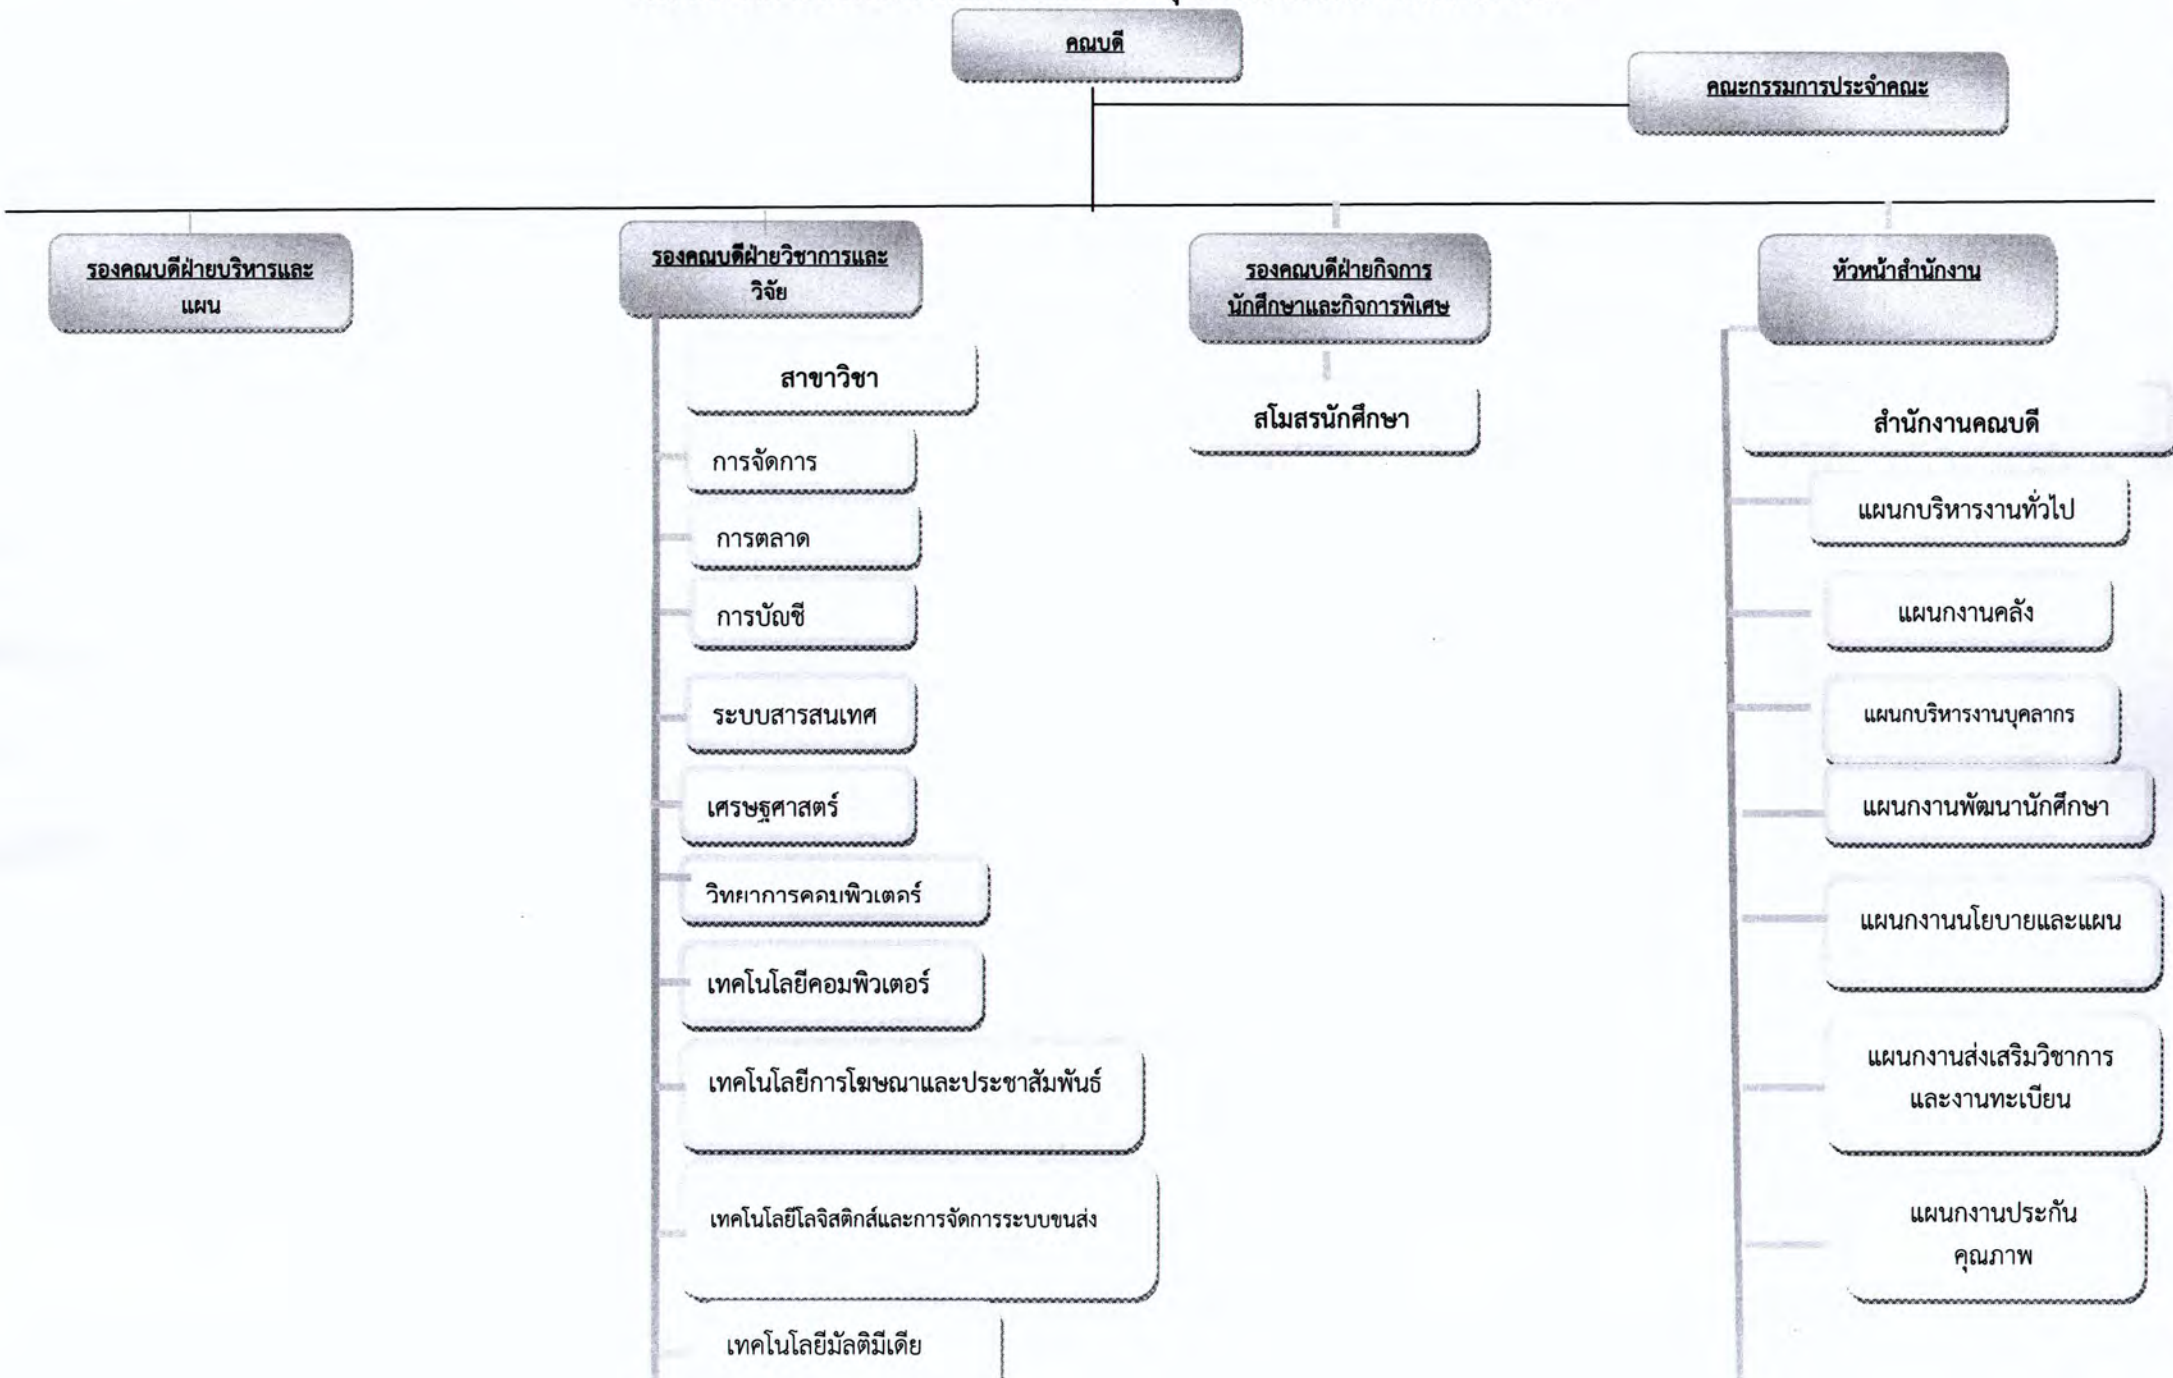 คณบดี
คณะกรรมการประจำคณะ
รองคณบดีฝ่ายบริหารและ
แผน
รองคณบดีฝ่ายวิชาการและ
วิจัย
รองคณบดีฝ่ายกิจการ
นักศึกษาและกิจการพิเศษ
หัวหน้าสำนักงาน
สาขาวิชา
การจัดการ
การตลาด
การบัญชี
ระบบสารสนเทศ
เศรษฐศาสตร์
วิทยาการคอมพิวเตอร์
เทคโนโลยีคอมพิวเตอร์
เทคโนโลยีการโฆษณาและประชาสัมพันธ์
เทคโนโลยีโลจิสติกส์และการจัดการระบบขนส่ง
เทคโนโลยีมัลติมีเดีย
สโมสรนักศึกษา
สำนักงานคณบดี
แผนกบริหารงานทั่วไป
แผนกงานคลัง
แผนกบริหารงานบุคลากร
แผนกงานพัฒนานักศึกษา
แผนกงานนโยบายและแผน
แผนกงานส่งเสริมวิชาการ
และงานทะเบียน
แผนกงานประกัน
คุณภาพ